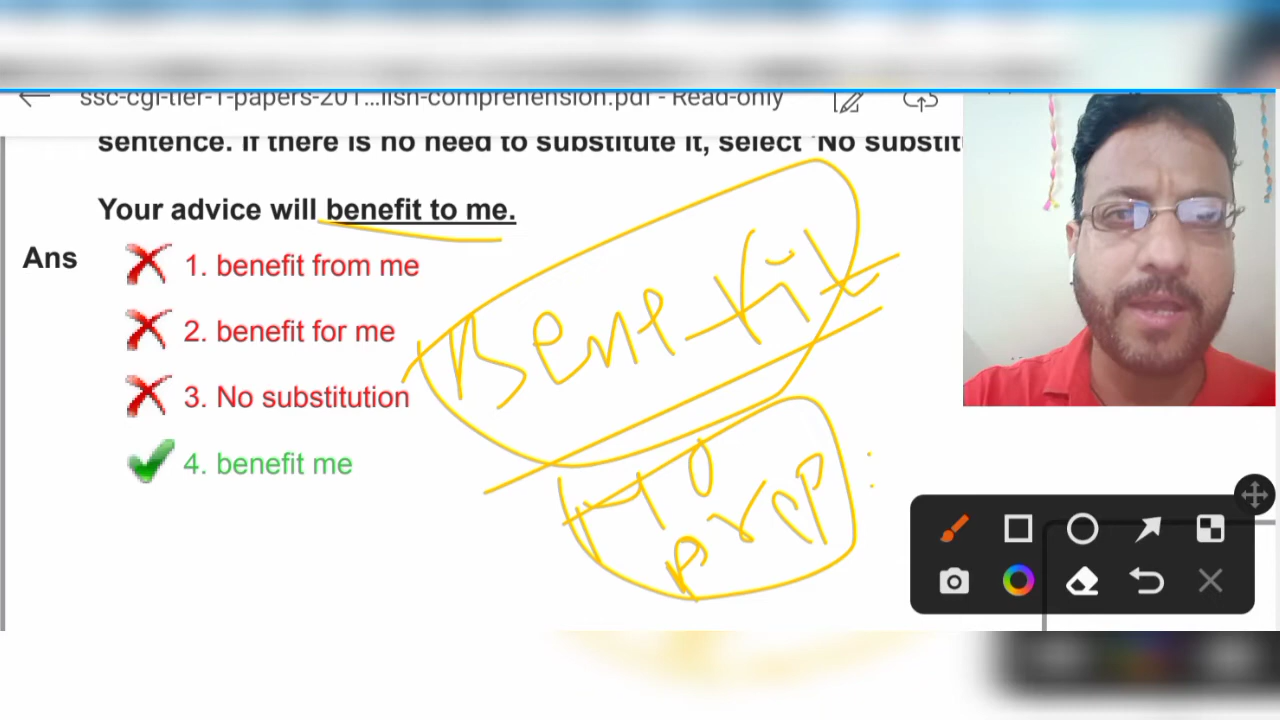 ssc-cgl-tier-1-papers-201...lish-comprehension.pdf - Read-only
sentence. If there is no need to substitute it, select 'No substit
Your advice will benefit to me.
Ans
1. benefit from me
2. benefit for me
3. No substitution
4. benefit me
Benefit
No
prep: